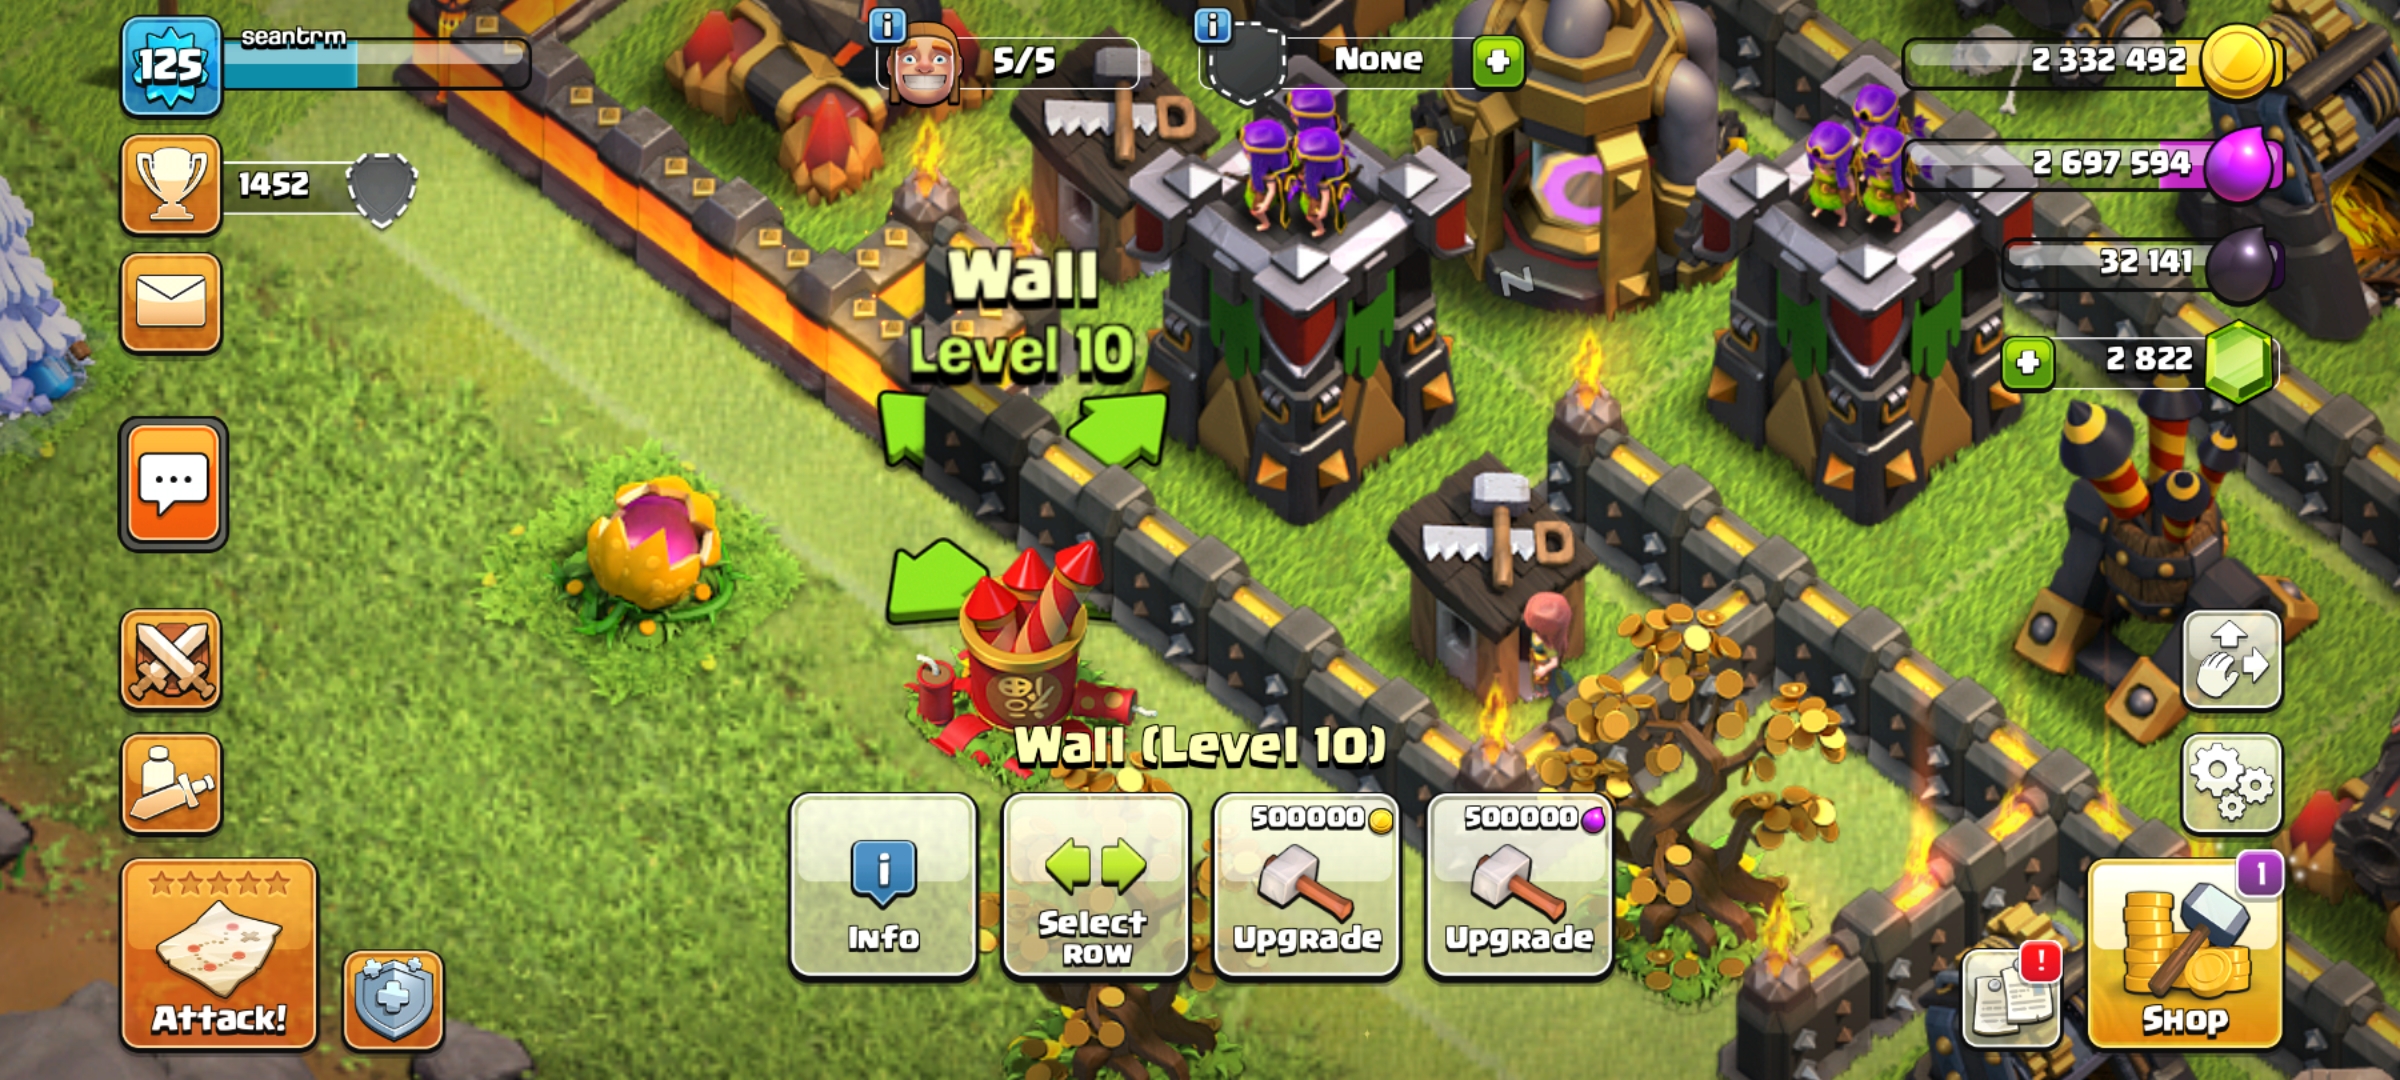 125
seantrm
5/5
None
2 332 492
1452
2 697 594
32 141
2 822
Wall
Level 10
Wall (Level 10)
Info
Select
Row
500000
Upgrade
500000
Upgrade
Attack!
1
!
Shop